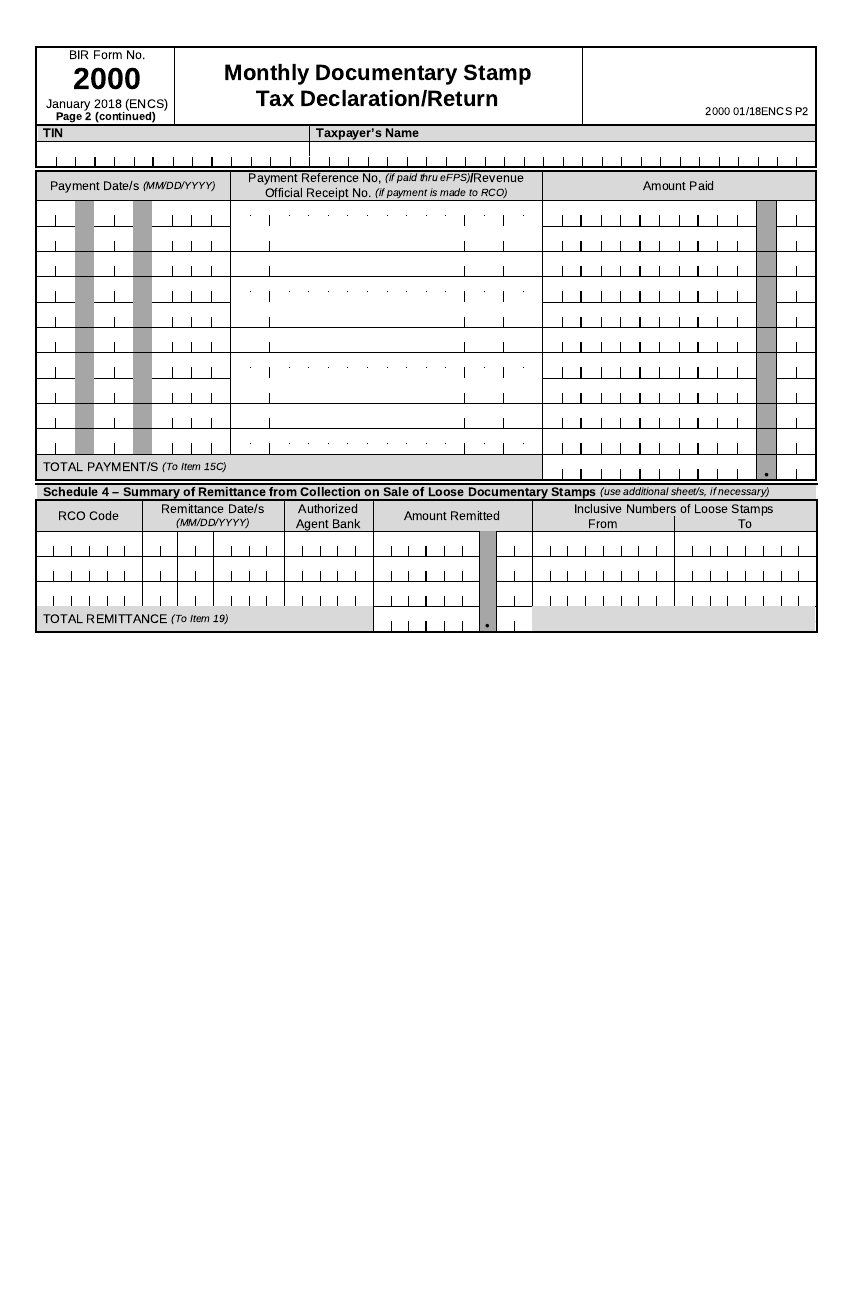 BIR Form No.
2000
January 2018 (ENCS)
Page 2 (continued)
Monthly Documentary Stamp
Tax Declaration/Return
2000 01/18ENCS P2
TIN
Taxpayer's Name
Payment Date/s (MM/DD/YYYY)
Payment Reference No, (if paid thru eFPS)/Revenue
Official Receipt No. (if payment is made to RCO)
Amount Paid
TOTAL PAYMENT/S (To Item 15C)
Schedule 4 – Summary of Remittance from Collection on Sale of Loose Documentary Stamps (use additional sheet/s, if necessary)
RCO Code
Remittance Date/s
(MM/DD/YYYY)
Authorized
Agent Bank
Amount Remitted
Inclusive Numbers of Loose Stamps
From To
TOTAL REMITTANCE (To Item 19)